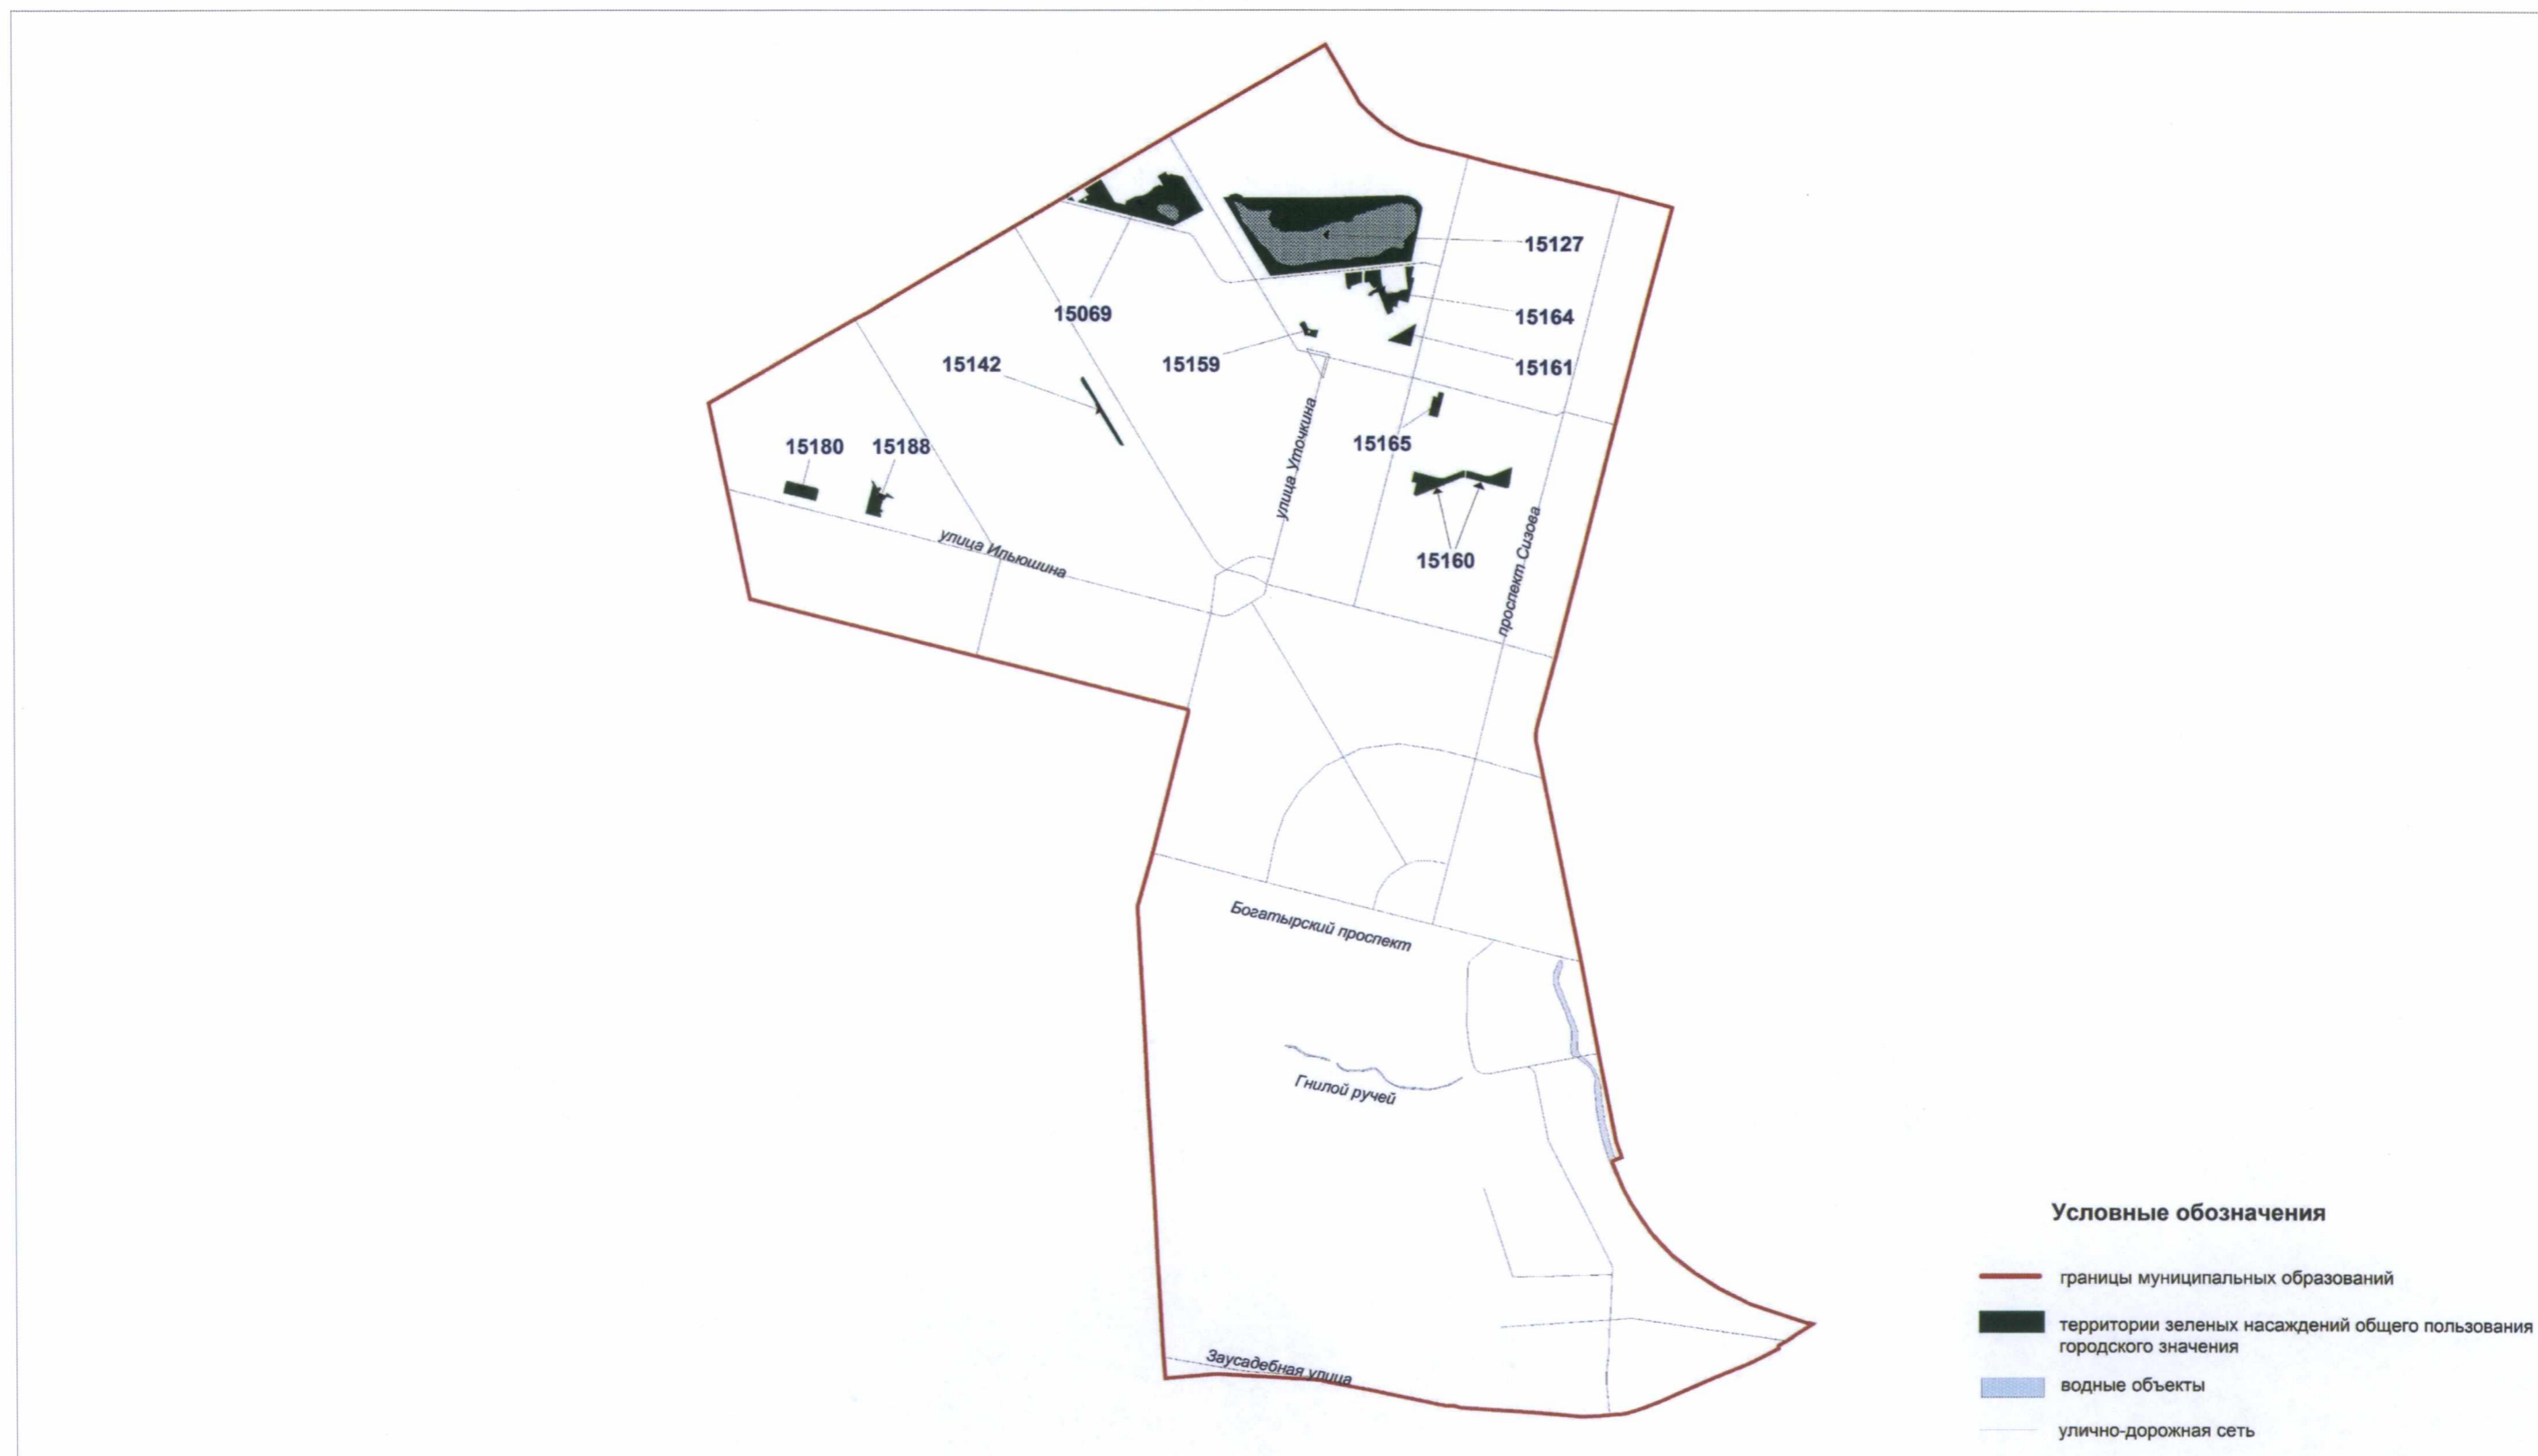 15127
15069
15164
15142
15159
15161
15165
15180
15188
улица Уточкина
улица Ильюшина
15160
проспект Сизова
Богатырский проспект
Гнилой ручей
Заусадебная улица
Условные обозначения
границы муниципальных образований
территории зеленых насаждений общего пользования
городского значения
водные объекты
улично-дорожная сеть